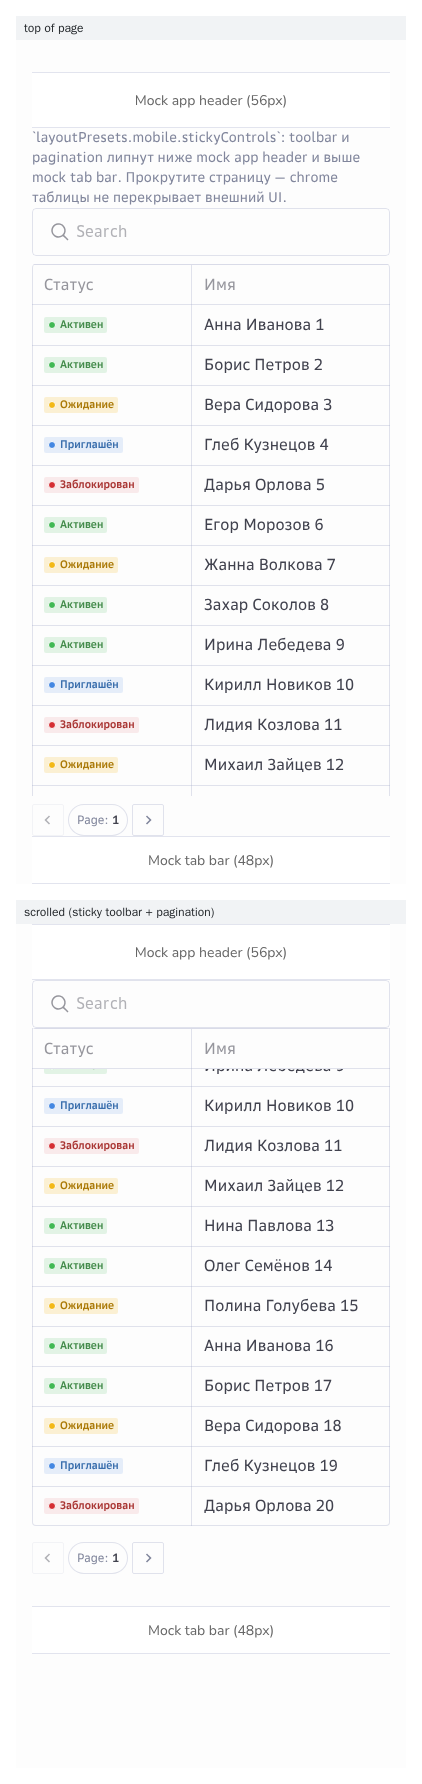 top of page
Mock app header (56px)
`layoutPresets.mobile.stickyControls`: toolbar и
pagination липнут ниже mock app header и выше
mock tab bar. Прокрутите страницу — chrome
таблицы не перекрывает внешний UI.
Search
Статус Имя
Активен Анна Иванова 1
Активен Борис Петров 2
Ожидание Вера Сидорова 3
Приглашён Глеб Кузнецов 4
Заблокирован Дарья Орлова 5
Активен Егор Морозов 6
Ожидание Жанна Волкова 7
Активен Захар Соколов 8
Активен Ирина Лебедева 9
Приглашён Кирилл Новиков 10
Заблокирован Лидия Козлова 11
Ожидание Михаил Зайцев 12
Page: 1
Mock tab bar (48px)
scrolled (sticky toolbar + pagination)
Mock app header (56px)
Search
Статус Имя
Ирина Лебедева 9
Приглашён Кирилл Новиков 10
Заблокирован Лидия Козлова 11
Ожидание Михаил Зайцев 12
Активен Нина Павлова 13
Активен Олег Семёнов 14
Ожидание Полина Голубева 15
Активен Анна Иванова 16
Активен Борис Петров 17
Ожидание Вера Сидорова 18
Приглашён Глеб Кузнецов 19
Заблокирован Дарья Орлова 20
Page: 1
Mock tab bar (48px)